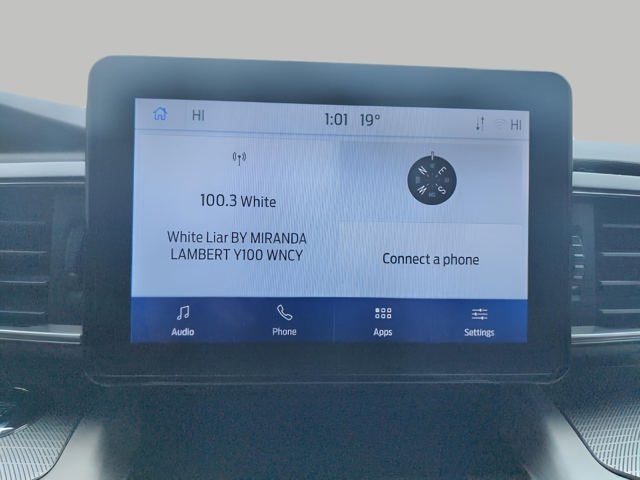 HI 1:01 19° HI
100.3 White
White Liar BY MIRANDA
LAMBERT Y100 WNCY
N E
W S
Connect a phone
Audio Phone Apps Settings